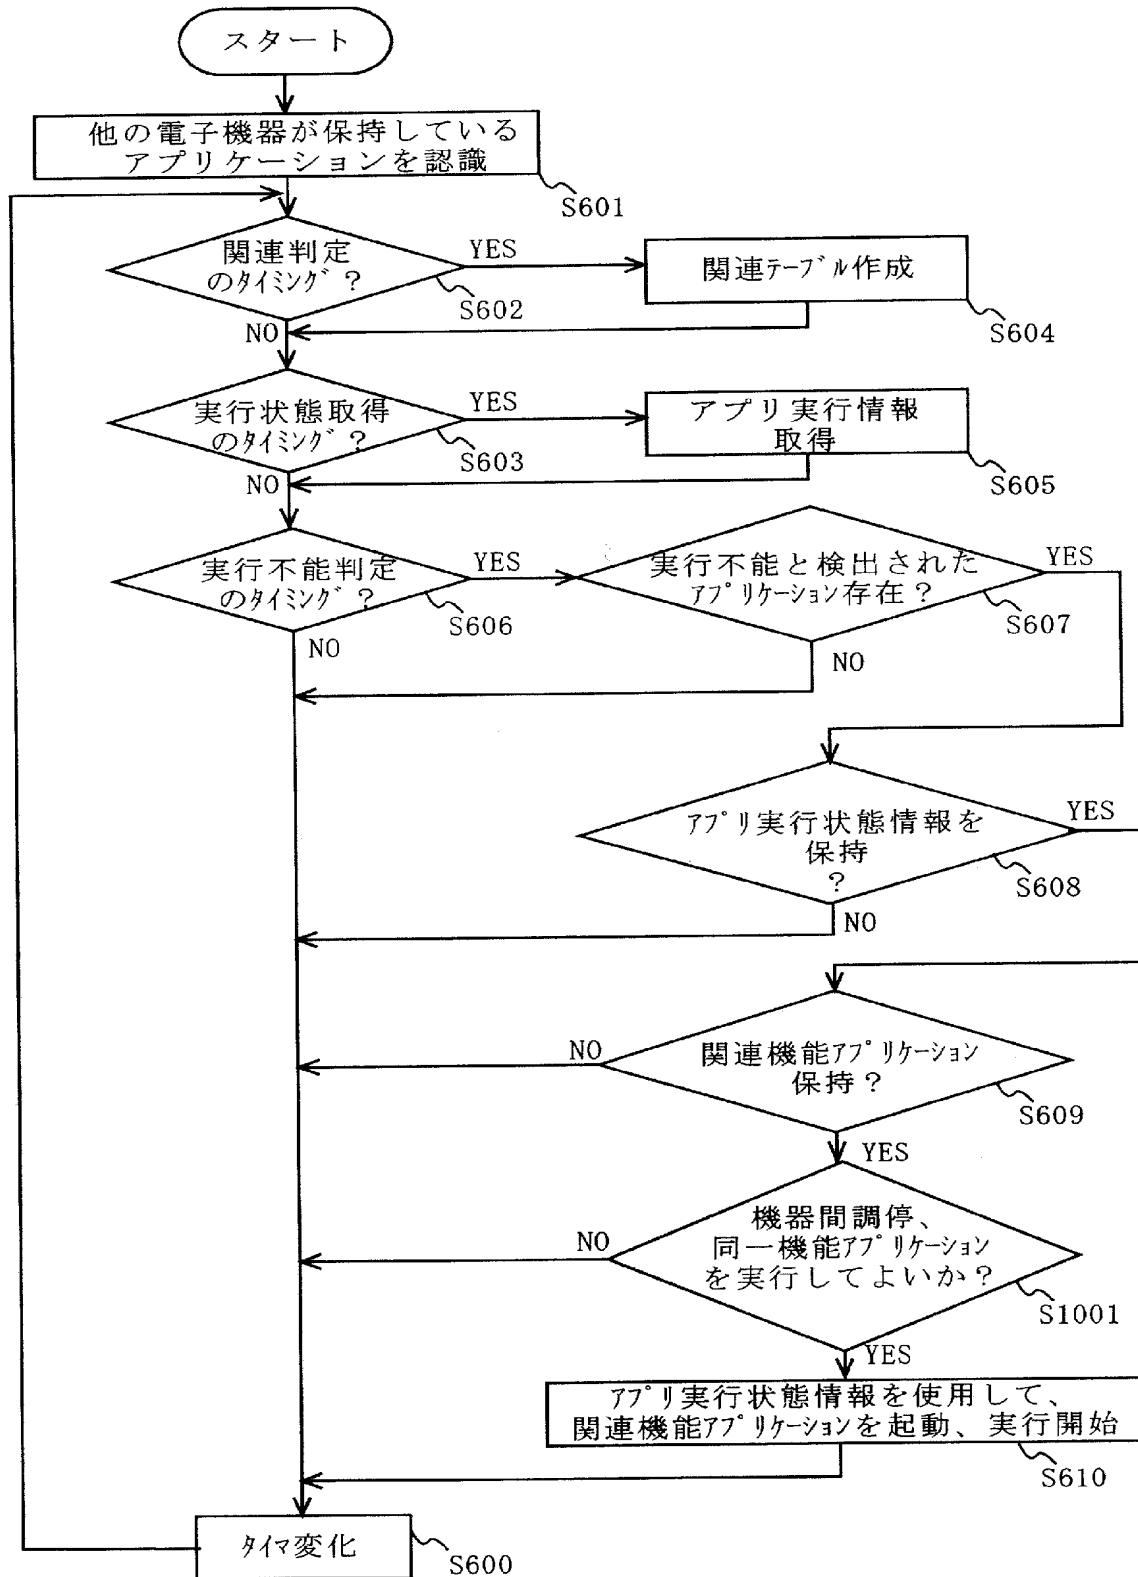 スタート
他の電子機器が保持している
アプリケーションを認識
S601
関連判定
のﾀｲﾐﾝｸﾞ?
YES
S602
NO
関連ﾃｰﾌﾞﾙ作成
S604
実行状態取得
のﾀｲﾐﾝｸﾞ?
YES
S603
NO
アプリ実行情報
取得
S605
実行不能判定
のﾀｲﾐﾝｸﾞ?
YES
S606
NO
実行不能と検出された
ｱﾌﾟﾘｹｰｼｮﾝ存在?
YES
S607
NO
ｱﾌﾟﾘ実行状態情報を
保持
?
YES
S608
NO
関連機能ｱﾌﾟﾘｹｰｼｮﾝ
保持?
NO
S609
YES
機器間調停、
同一機能ｱﾌﾟﾘｹｰｼｮﾝ
を実行してよいか?
NO
S1001
YES
ｱﾌﾟﾘ実行状態情報を使用して、
関連機能ｱﾌﾟﾘｹｰｼｮﾝを起動、実行開始
S610
ﾀｲﾏ変化
S600